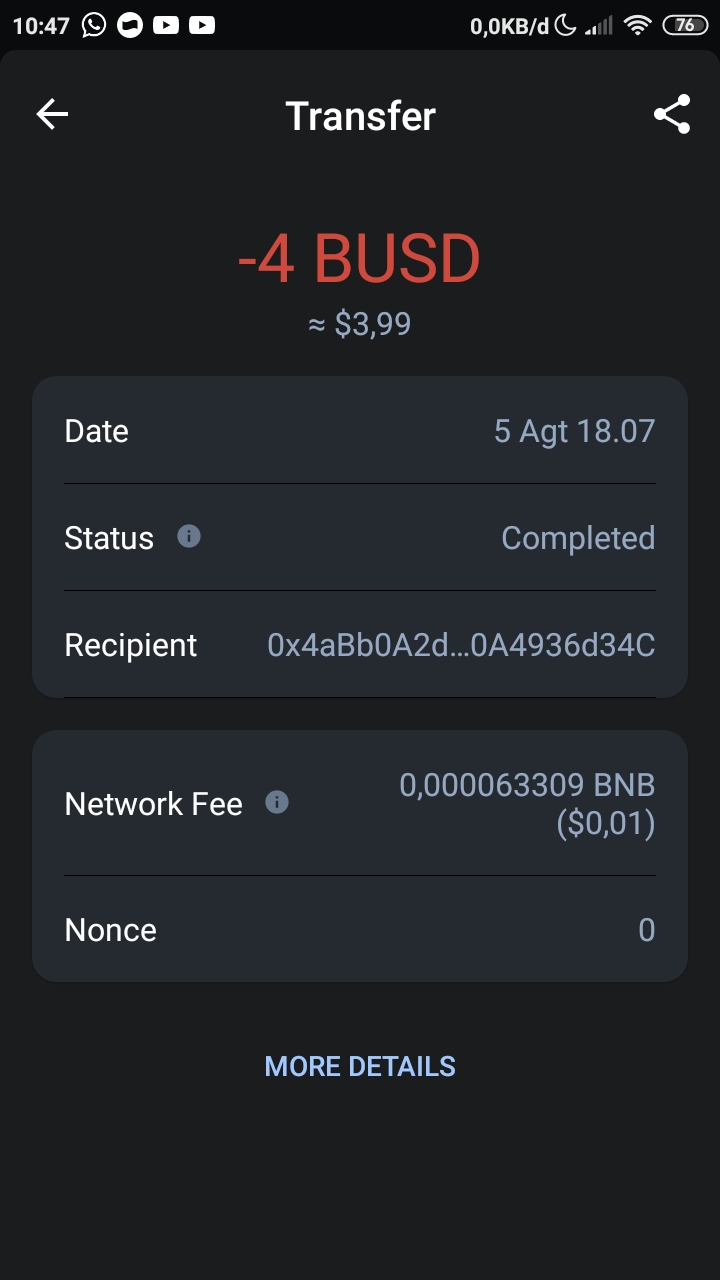 10:47 0,0KB/d 76
Transfer
-4 BUSD
≈ $3,99
Date 5 Agt 18.07
Status Completed
Recipient 0x4aBb0A2d...0A4936d34C
Network Fee 0,000063309 BNB
($0,01)
Nonce 0
MORE DETAILS